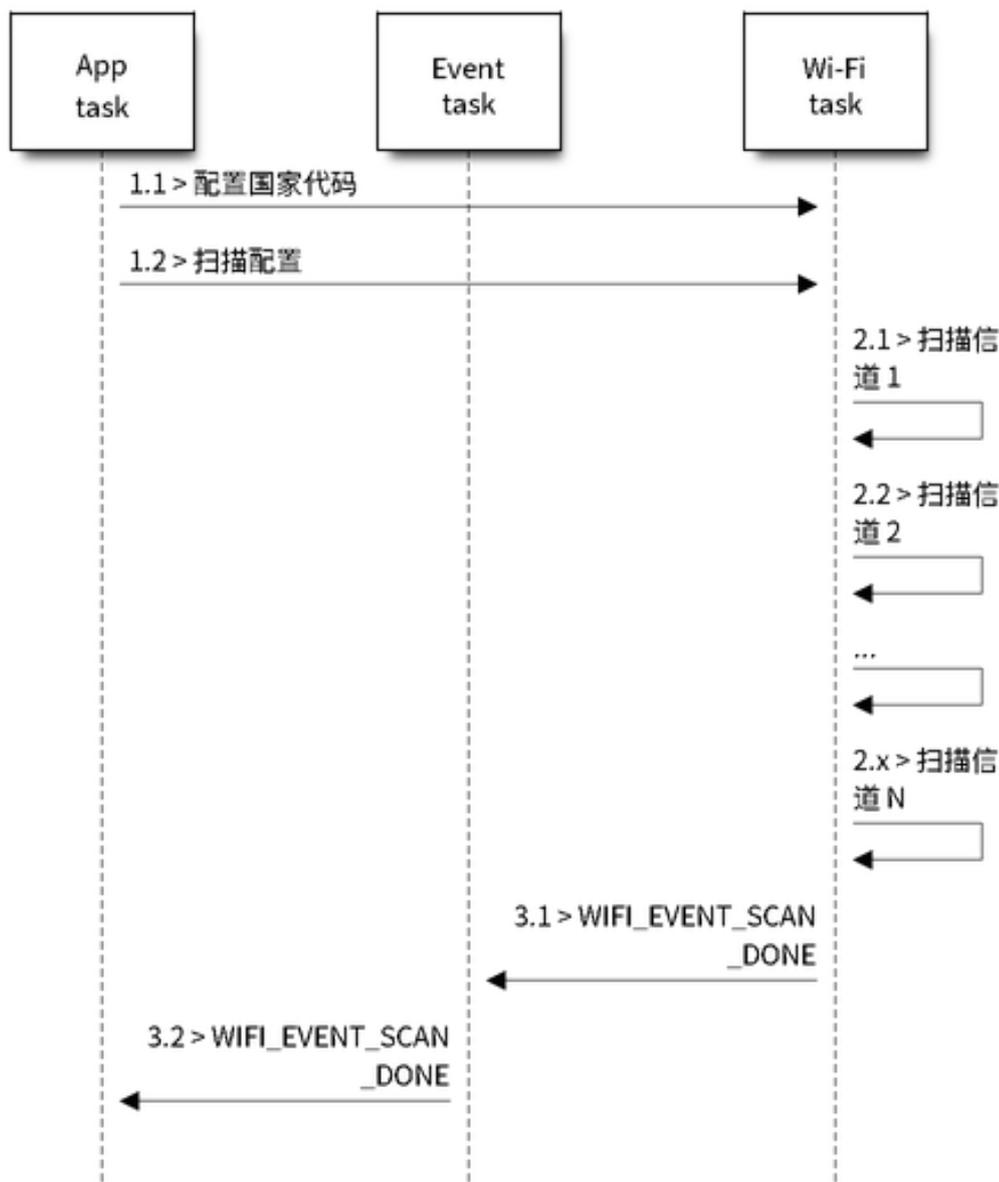 App
task
Event
task
Wi-Fi
task
1.1 > 配置国家代码
1.2 > 扫描配置
2.1 > 扫描信
道 1
2.2 > 扫描信
道 2
...
2.x > 扫描信
道 N
3.1 > WIFI_EVENT_SCAN
_DONE
3.2 > WIFI_EVENT_SCAN
_DONE